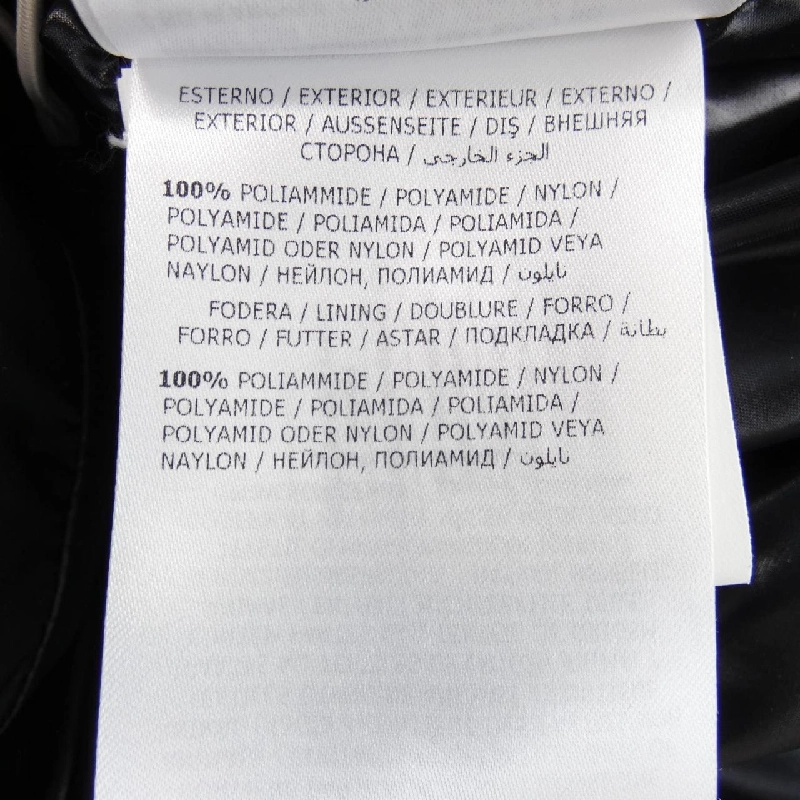 ESTERNO / EXTERIOR / EXTERIEUR / EXTERNO /
EXTERIOR / AUSSENSEITE / DIŞ / ВНЕШНЯЯ
СТОРОНА / الجزء الخارجي
100% POLIAMMIDE / POLYAMIDE / NYLON /
POLYAMIDE / POLIAMIDA / POLIAMIDA /
POLYAMID ODER NYLON / POLYAMID VEYA
NAYLON / НЕЙЛОН, ПОЛИАМИД / نايلون
FODERA / LINING / DOUBLURE / FORRO /
FORRO / FUTTER / ASTAR / ПОДКЛАДКА / بطانة
100% POLIAMMIDE / POLYAMIDE / NYLON /
POLYAMIDE / POLIAMIDA / POLIAMIDA /
POLYAMID ODER NYLON / POLYAMID VEYA
NAYLON / НЕЙЛОН, ПОЛИАМИД / نايلون